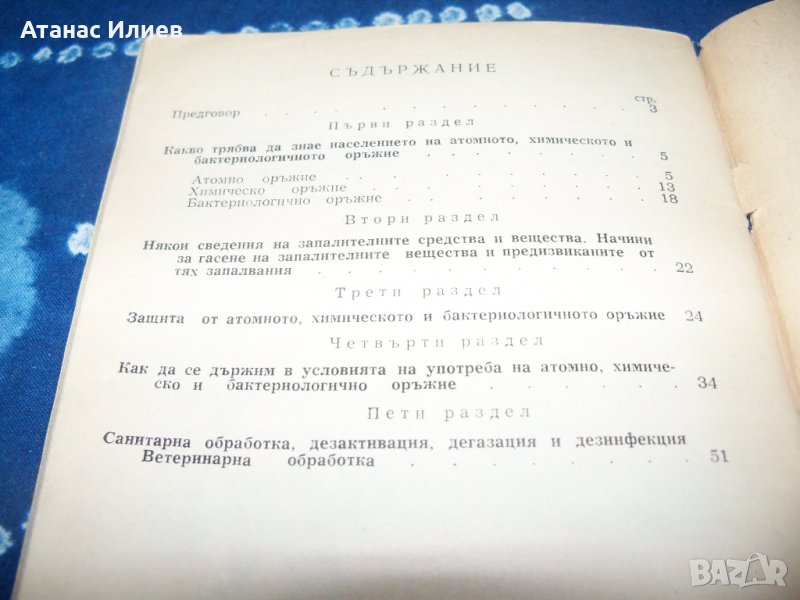 Атанас Илиев
СЪДЪРЖАНИЕ
стр.
Предговор . . . . . . . . . . . 3
Първи раздел
Какво трябва да знае населението на атомното, химическото и
бактериологичното оръжие . . . . . . . 5
Атомно оръжие . . . . . . . . . 5
Химическо оръжие . . . . . . . . 13
Бактериологично оръжие . . . . . . . 18
Втори раздел
Някои сведения на запалителните средства и вещества. Начини
за гасене на запалителните вещества и предизвиканите от
тях запалвания . . . . . . . . . . 22
Трети раздел
Защита от атомното, химическото и бактериологичното оръжие 24
Четвърти раздел
Как да се държим в условията на употреба на атомно, химиче-
ско и бактериологично оръжие . . . . . . 34
Пети раздел
Санитарна обработка, дезактивация, дегазация и дезинфекция
Ветеринарна обработка . . . . . . . . 51
BAZAR